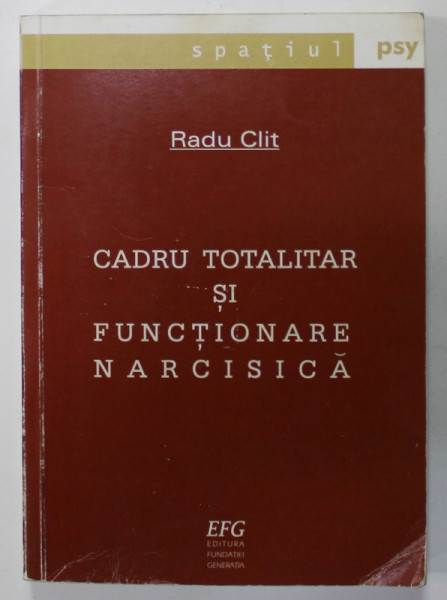 spaţiul psy
Radu Clit
CADRU TOTALITAR
ŞI
FUNCŢIONARE
NARCISICĂ
EFG
EDITURA
FUNDAŢIEI
GENERAŢIA